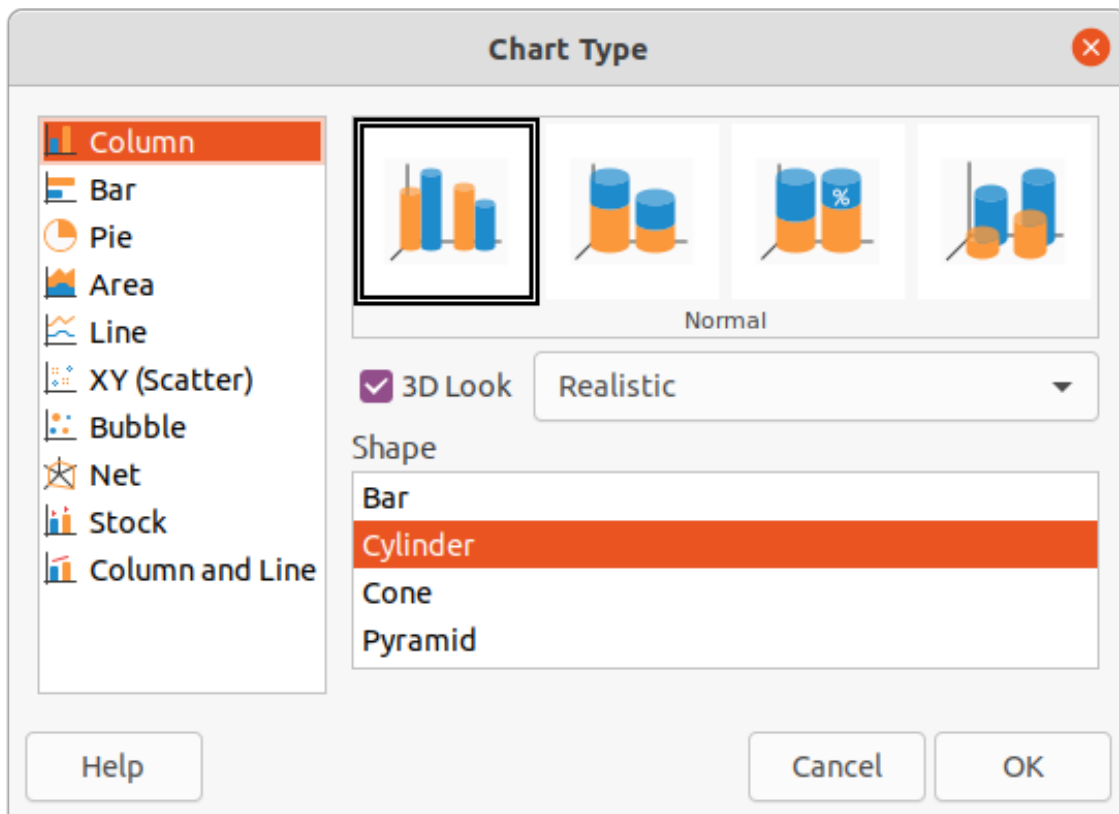 Chart Type
Column
Bar
Pie
Area
Line
XY (Scatter)
Bubble
Net
Stock
Column and Line
%
Normal
3D Look
Realistic
Shape
Bar
Cylinder
Cone
Pyramid
Help
Cancel
OK